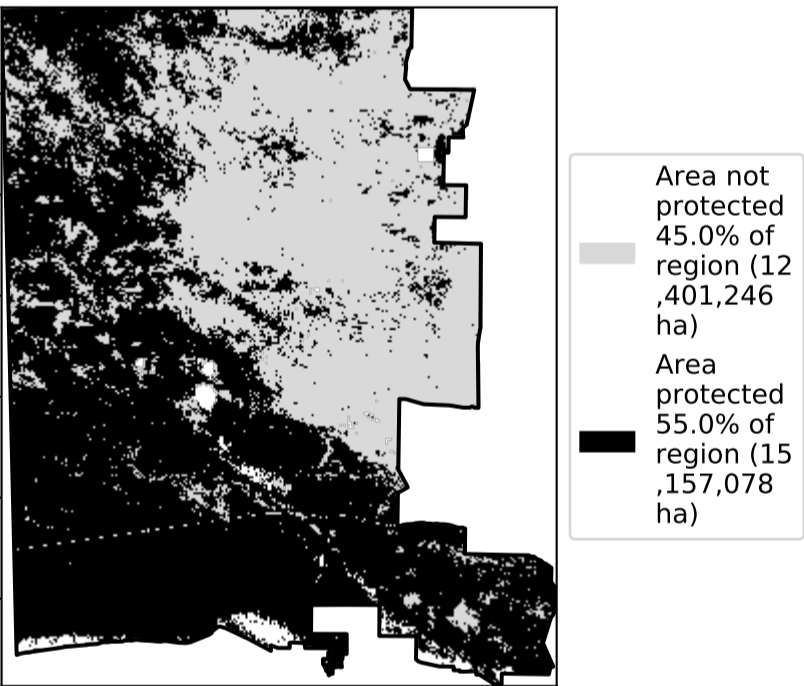 Area not
protected
45.0% of
region (12
,401,246
ha)
Area
protected
55.0% of
region (15
,157,078
ha)